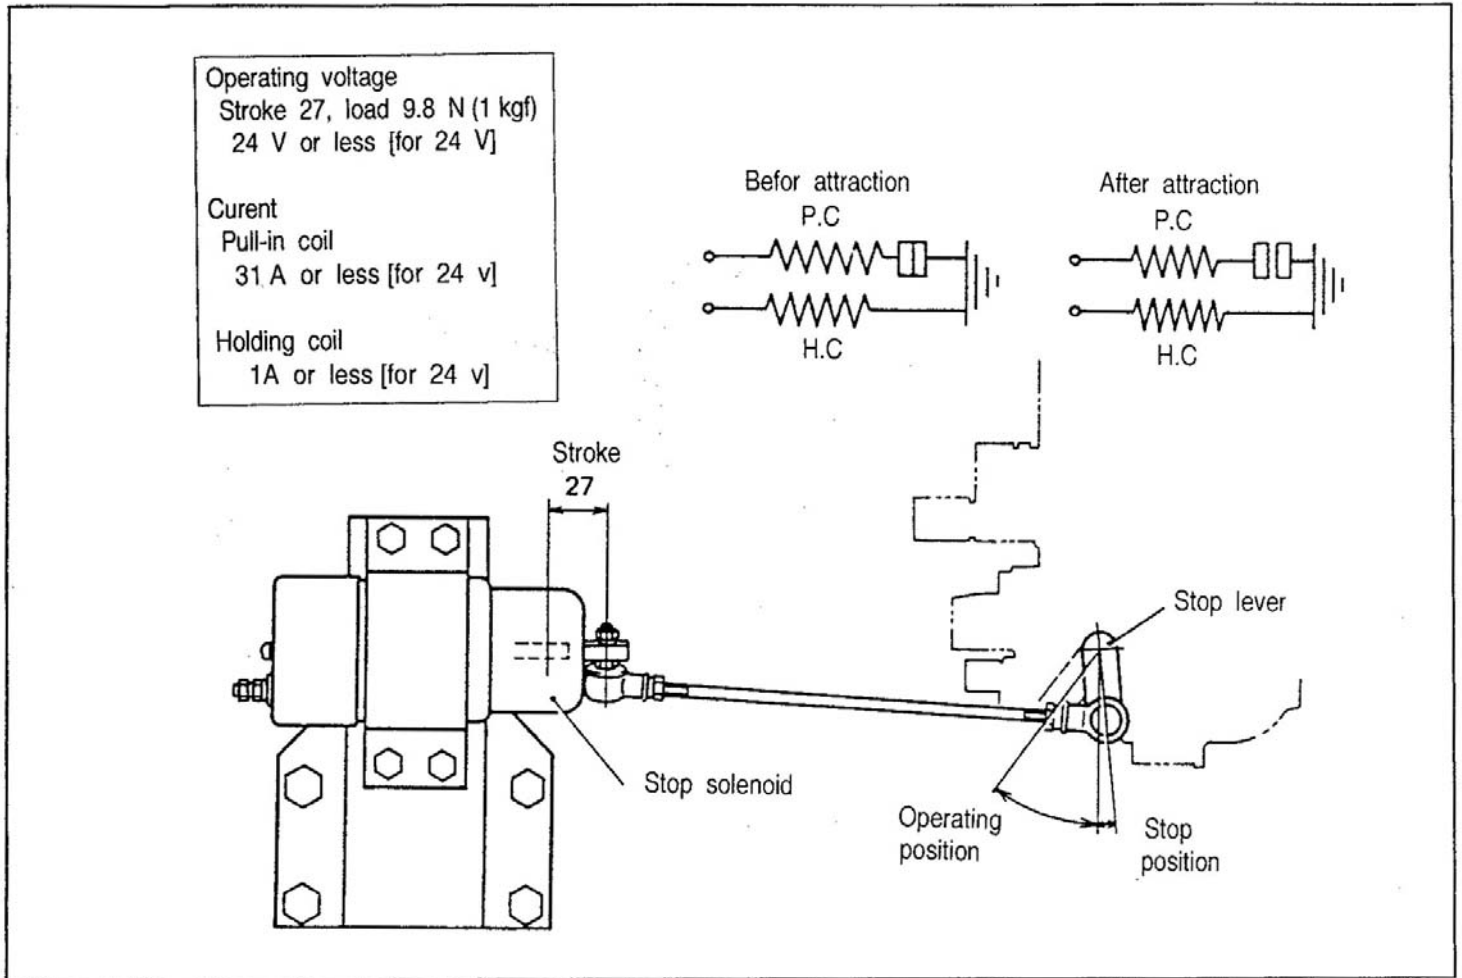 Operating voltage
Stroke 27, load 9.8 N (1 kgf)
24 V or less [for 24 V]
Curent
Pull-in coil
31 A or less [for 24 v]
Holding coil
1A or less [for 24 v]
Befor attraction
P.C
H.C
After attraction
P.C
H.C
Stroke
27
Stop lever
Stop solenoid
Operating
position
Stop
position